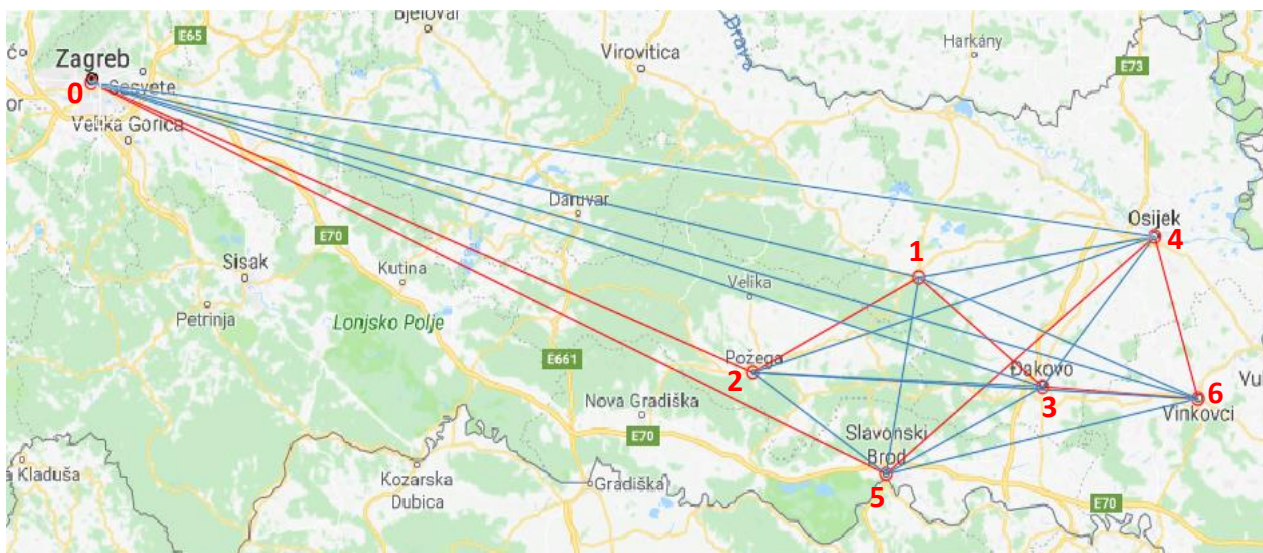 Bjelovar
E65
Virovitica
Drava
Harkány
E73
Zagreb
0
Sesvete
or
Velika Gorica
Daruvar
Osijek
4
E70
1
Sisak
Kutina
Velika
Petrinja
Lonjsko Polje
E661
Požega
2
Đakovo
3
6
Vu
Vinkovci
Nova Gradiška
E70
Slavonski
Brod
5
a Kladuša
Kozarska
Dubica
Gradiška
E70